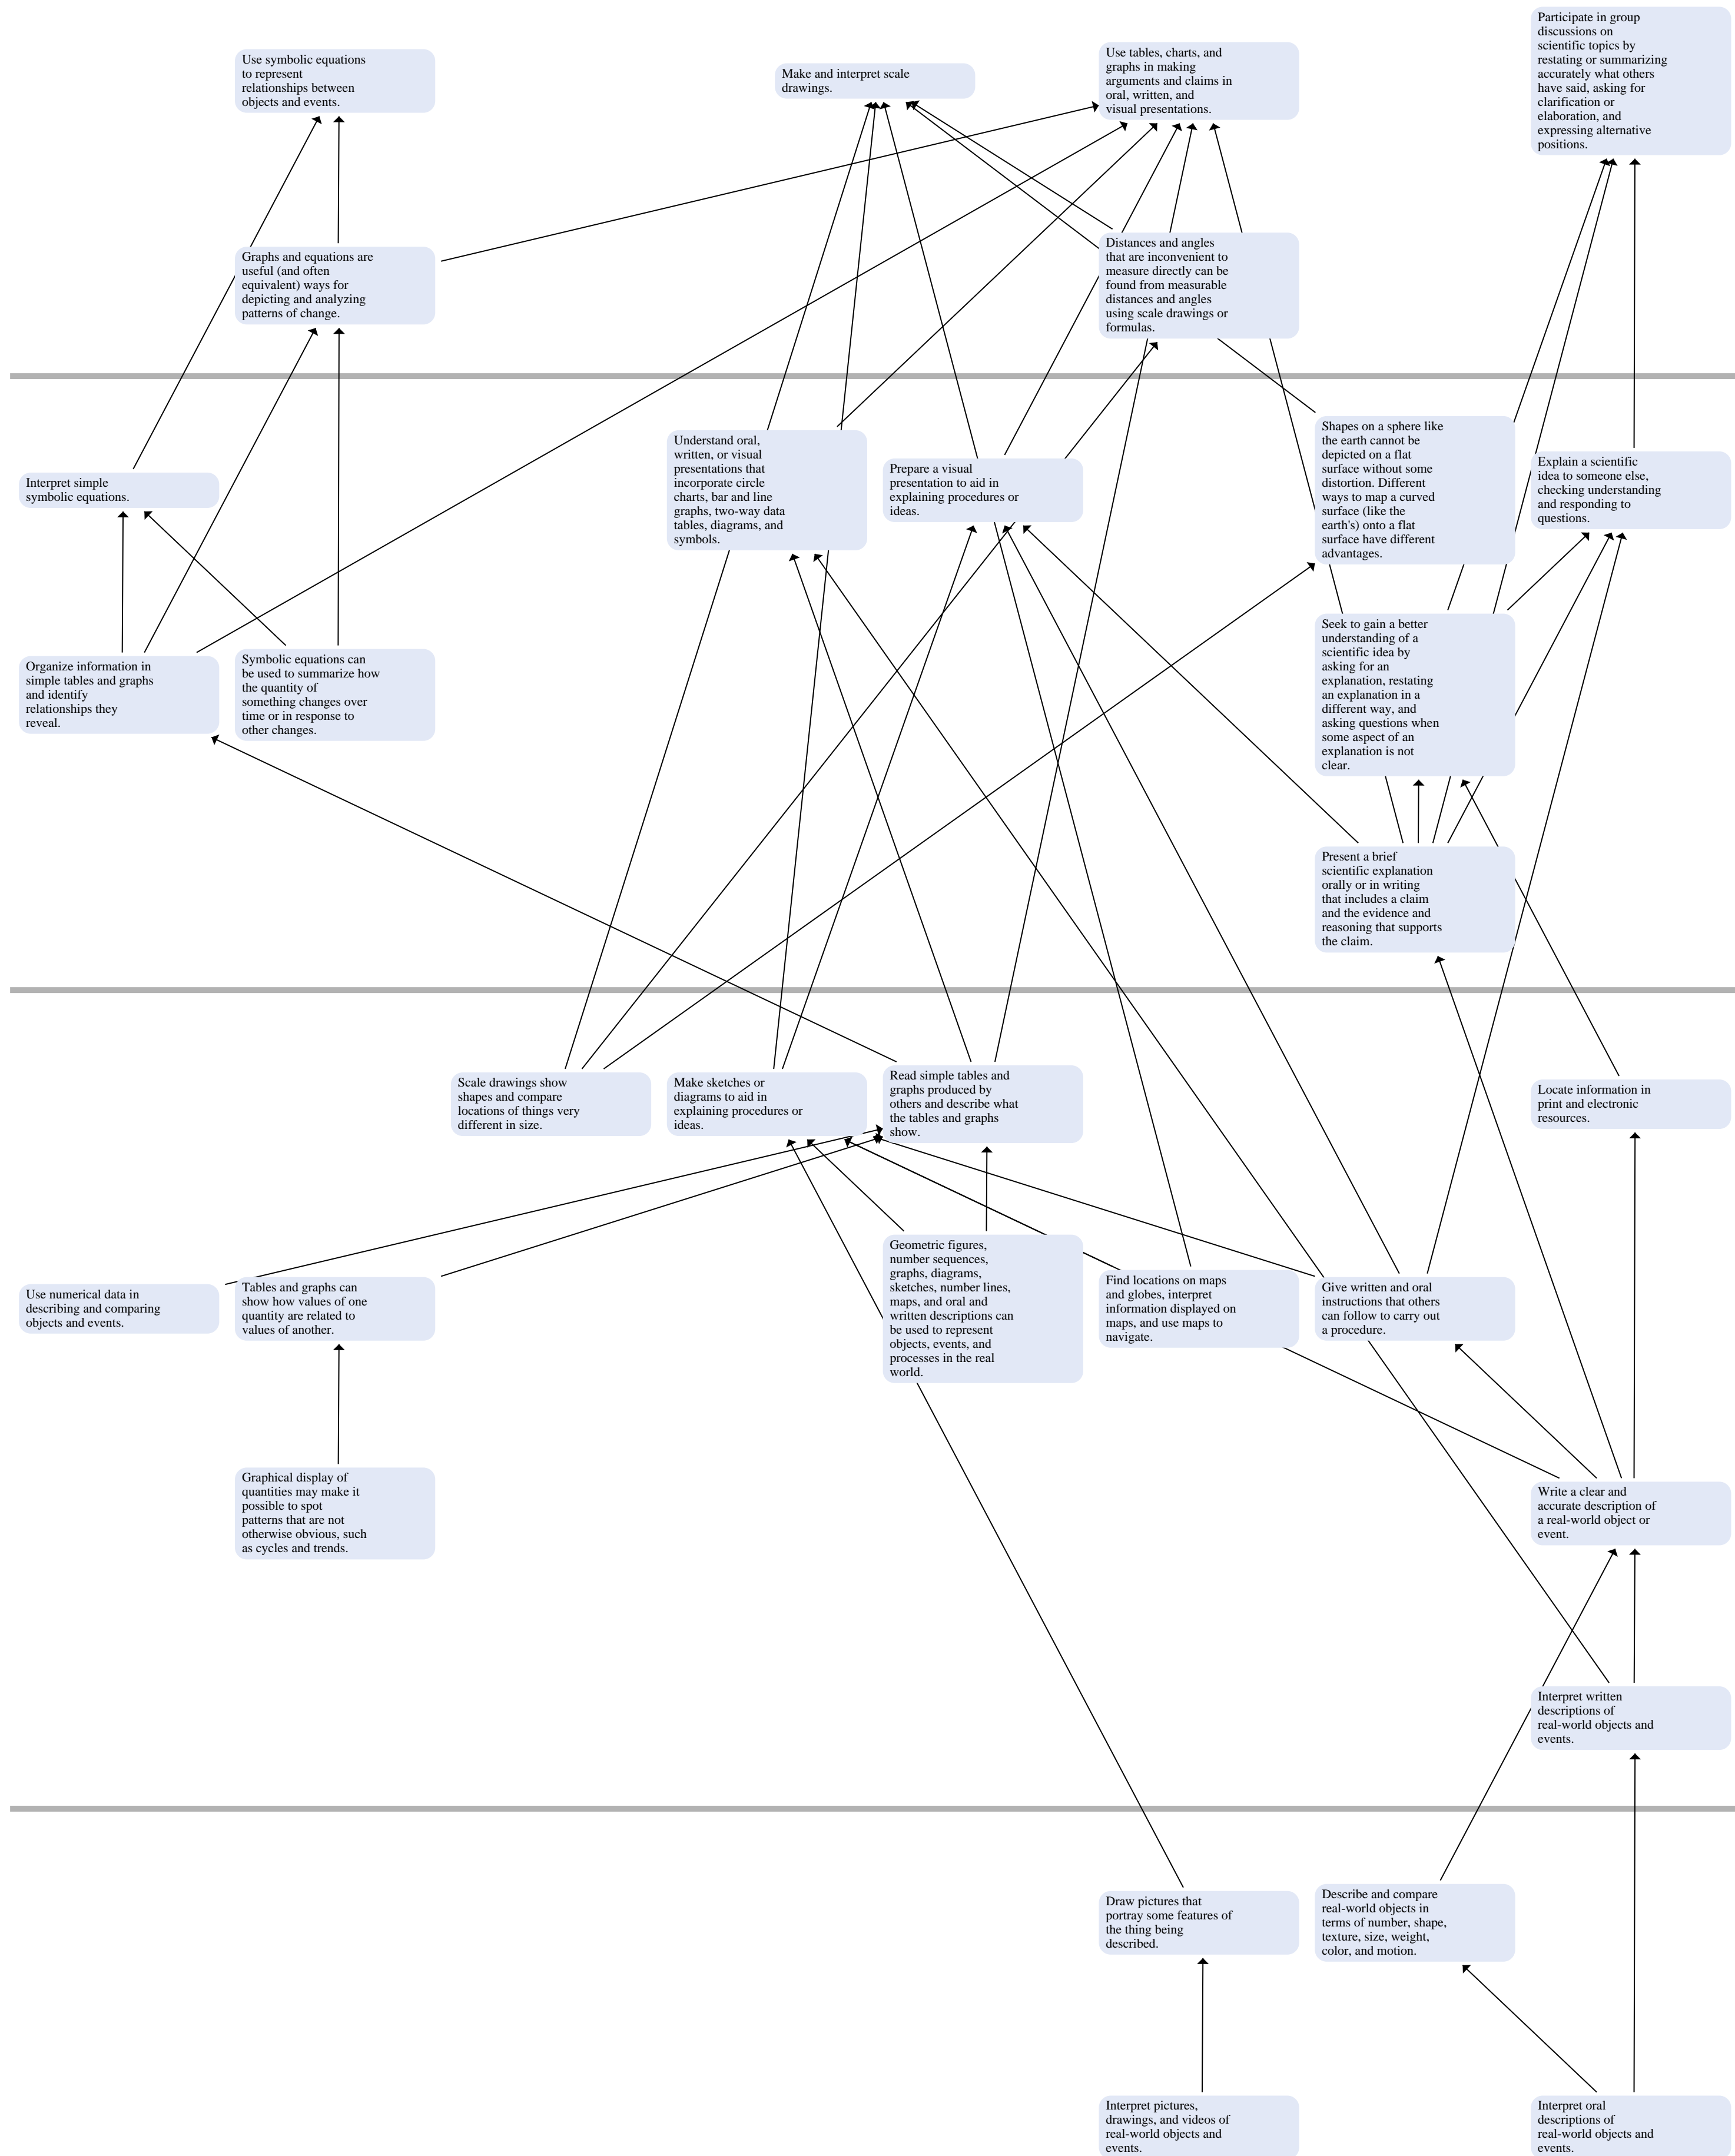 Participate in group
discussions on
scientific topics by
restating or summarizing
accurately what others
have said, asking for
clarification or
elaboration, and
expressing alternative
positions.
Use symbolic equations
to represent
relationships between
objects and events.
Make and interpret scale
drawings.
Use tables, charts, and
graphs in making
arguments and claims in
oral, written, and
visual presentations.
Graphs and equations are
useful (and often
equivalent) ways for
depicting and analyzing
patterns of change.
Distances and angles
that are inconvenient to
measure directly can be
found from measurable
distances and angles
using scale drawings or
formulas.
Interpret simple
symbolic equations.
Understand oral,
written, or visual
presentations that
incorporate circle
charts, bar and line
graphs, two-way data
tables, diagrams, and
symbols.
Prepare a visual
presentation to aid in
explaining procedures or
ideas.
Shapes on a sphere like
the earth cannot be
depicted on a flat
surface without some
distortion. Different
ways to map a curved
surface (like the
earth's) onto a flat
surface have different
advantages.
Explain a scientific
idea to someone else,
checking understanding
and responding to
questions.
Organize information in
simple tables and graphs
and identify
relationships they
reveal.
Symbolic equations can
be used to summarize how
the quantity of
something changes over
time or in response to
other changes.
Seek to gain a better
understanding of a
scientific idea by
asking for an
explanation, restating
an explanation in a
different way, and
asking questions when
some aspect of an
explanation is not
clear.
Present a brief
scientific explanation
orally or in writing
that includes a claim
and the evidence and
reasoning that supports
the claim.
Scale drawings show
shapes and compare
locations of things very
different in size.
Make sketches or
diagrams to aid in
explaining procedures or
ideas.
Read simple tables and
graphs produced by
others and describe what
the tables and graphs
show.
Locate information in
print and electronic
resources.
Use numerical data in
describing and comparing
objects and events.
Tables and graphs can
show how values of one
quantity are related to
values of another.
Geometric figures,
number sequences,
graphs, diagrams,
sketches, number lines,
maps, and oral and
written descriptions can
be used to represent
objects, events, and
processes in the real
world.
Find locations on maps
and globes, interpret
information displayed on
maps, and use maps to
navigate.
Give written and oral
instructions that others
can follow to carry out
a procedure.
Graphical display of
quantities may make it
possible to spot
patterns that are not
otherwise obvious, such
as cycles and trends.
Write a clear and
accurate description of
a real-world object or
event.
Interpret written
descriptions of
real-world objects and
events.
Draw pictures that
portray some features of
the thing being
described.
Describe and compare
real-world objects in
terms of number, shape,
texture, size, weight,
color, and motion.
Interpret pictures,
drawings, and videos of
real-world objects and
events.
Interpret oral
descriptions of
real-world objects and
events.